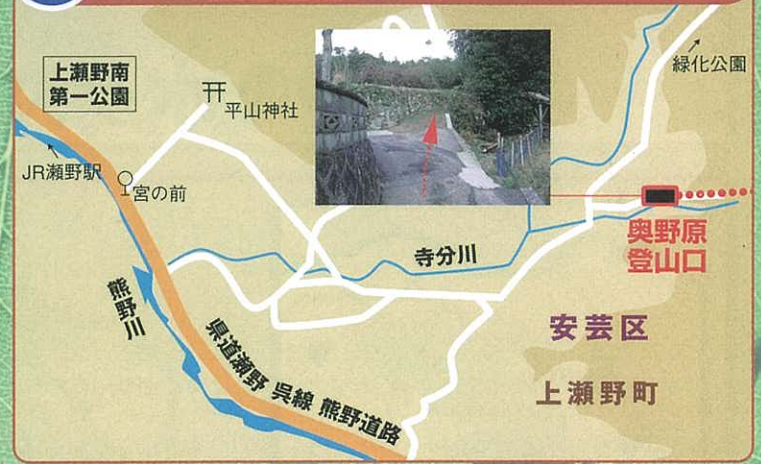 緑化公園
上瀬野南
第一公園
平山神社
JR瀬野駅
宮の前
奥野原
登山口
寺分川
熊野川
安芸区
県道瀬野 呉線 熊野道路
上瀬野町